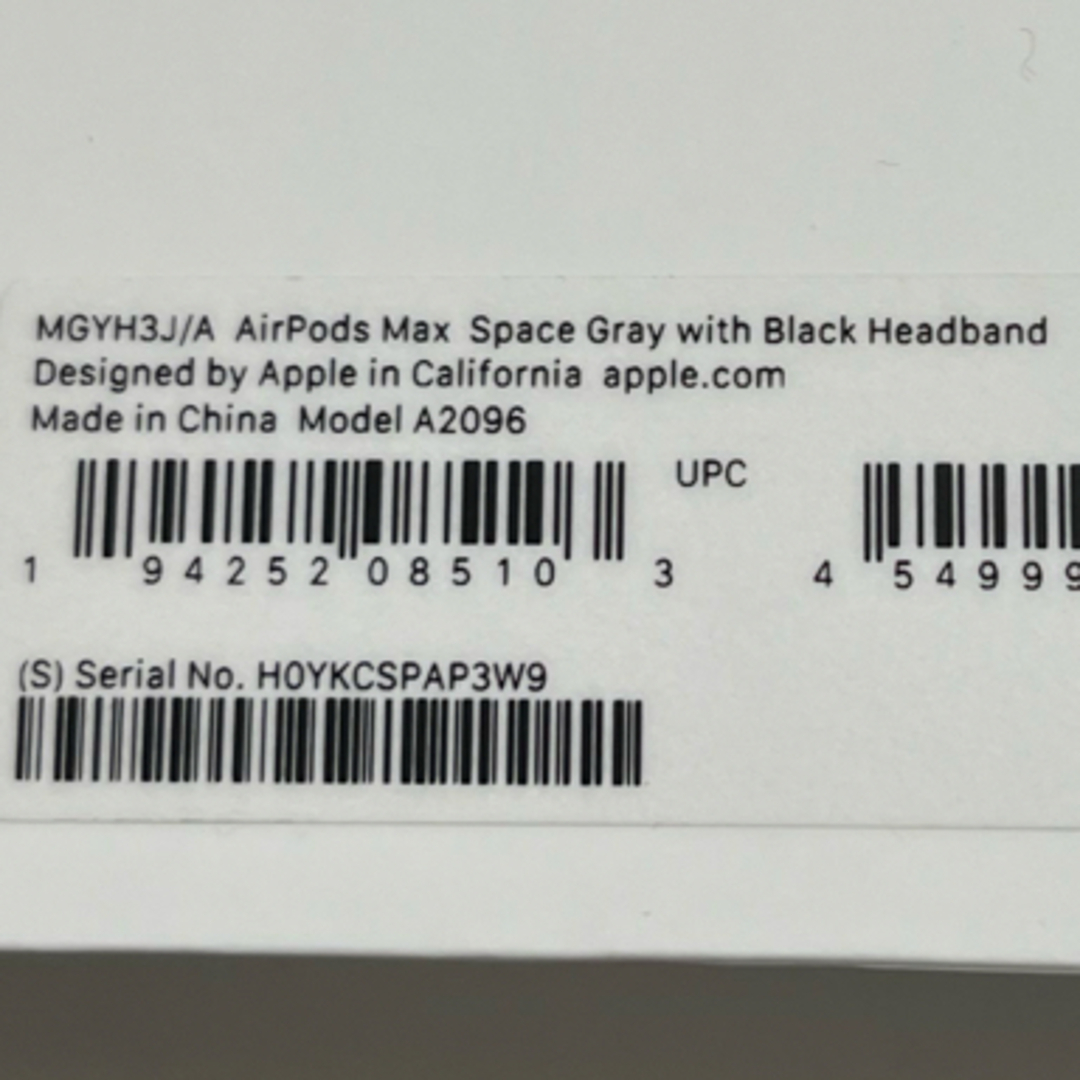 MGYH3J/A AirPods Max Space Gray with Black Headband
Designed by Apple in California apple.com
Made in China Model A2096
UPC
1 94252 08510 3
4 54999
(S) Serial No. H0YKCSPAP3W9